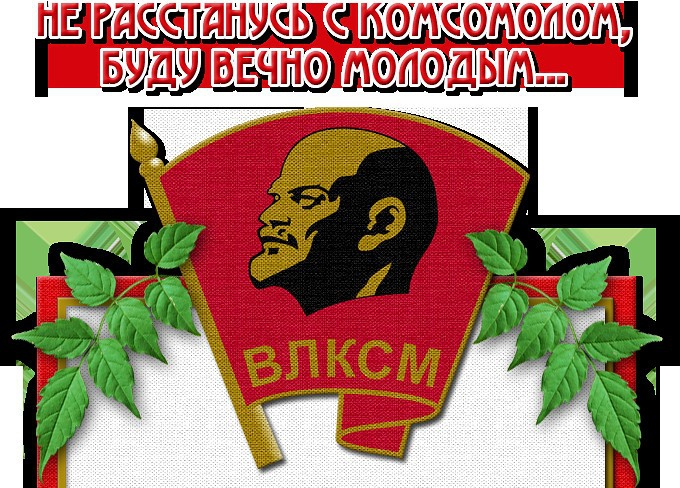 НЕ РАССТАНУСЬ С КОМСОМОЛОМ,
БУДУ ВЕЧНО МОЛОДЫМ...
ВЛКСМ